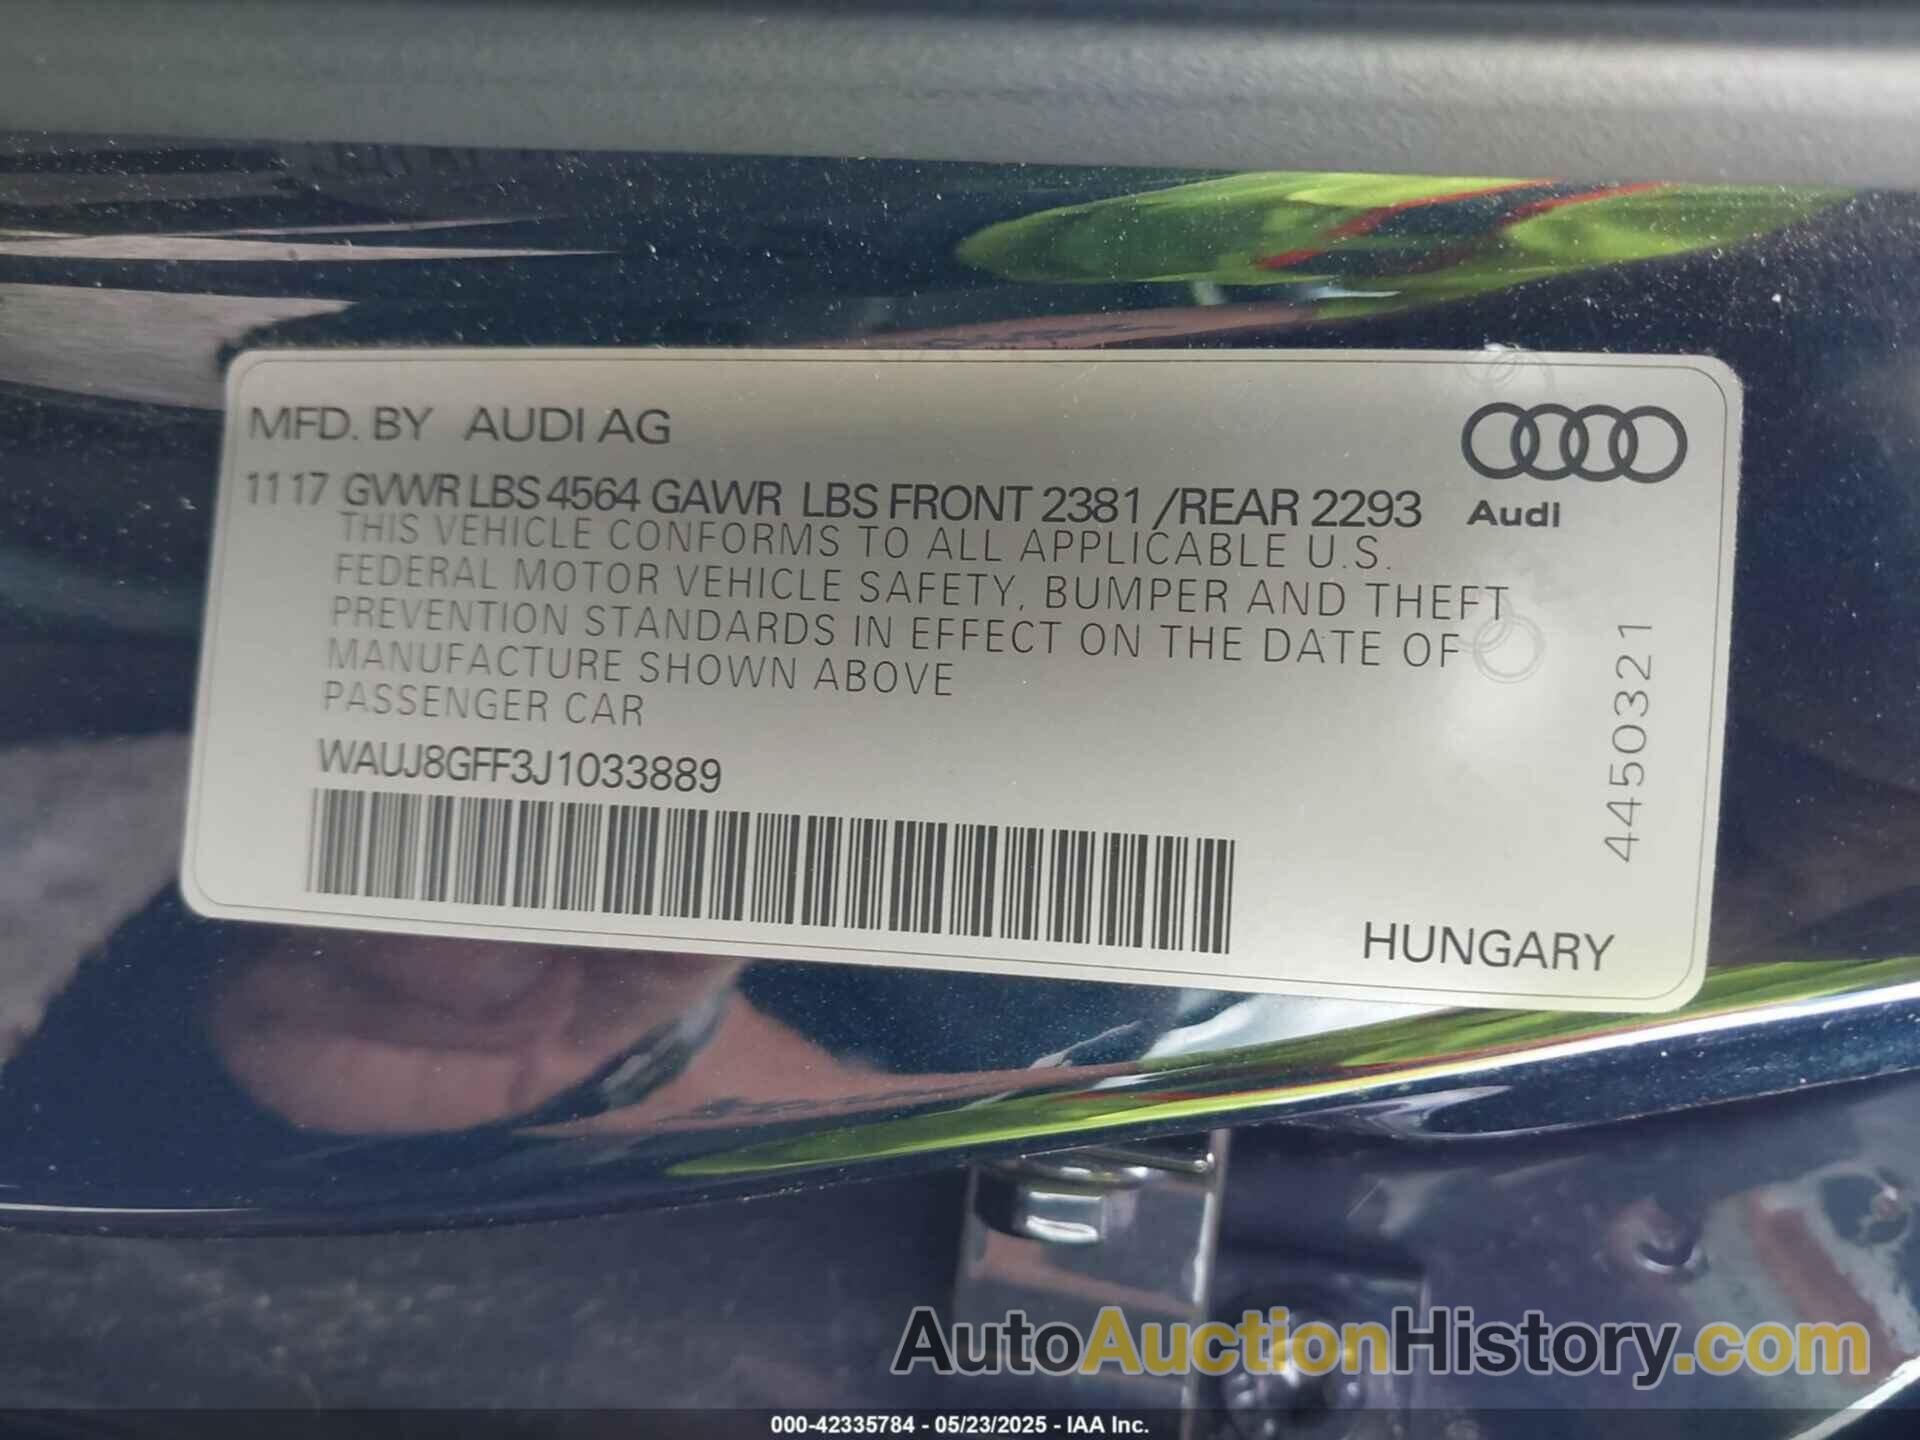 MFD. BY AUDI AG
11 17 GVWR LBS 4564 GAWR LBS FRONT 2381 /REAR 2293
Audi
THIS VEHICLE CONFORMS TO ALL APPLICABLE U.S.
FEDERAL MOTOR VEHICLE SAFETY, BUMPER AND THEFT
PREVENTION STANDARDS IN EFFECT ON THE DATE OF
MANUFACTURE SHOWN ABOVE
PASSENGER CAR
WAUJ8GFF3J1033889
4450321
HUNGARY
AutoAuctionHistory.com
000-42335784 - 05/23/2025 - IAA Inc.